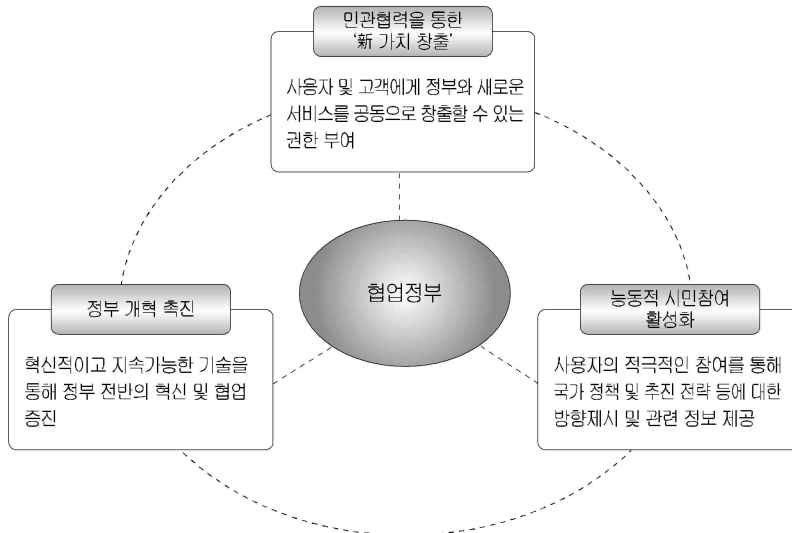 민관협력을 통한
‘新 가치 창출’
사용자 및 고객에게 정부와 새로운
서비스를 공동으로 창출할 수 있는
권한 부여
협업정부
정부 개혁 촉진
혁신적이고 지속가능한 기술을
통해 정부 전반의 혁신 및 협업
증진
능동적 시민참여
활성화
사용자의 적극적인 참여를 통해
국가 정책 및 추진 전략 등에 대한
방향제시 및 관련 정보 제공